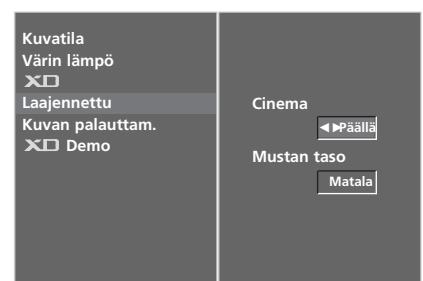 Kuvatila
Värin lämpö
XD
Laajennettu
Kuvan palauttam.
XD Demo
Cinema
◄►Päällä
Mustan taso
Matala